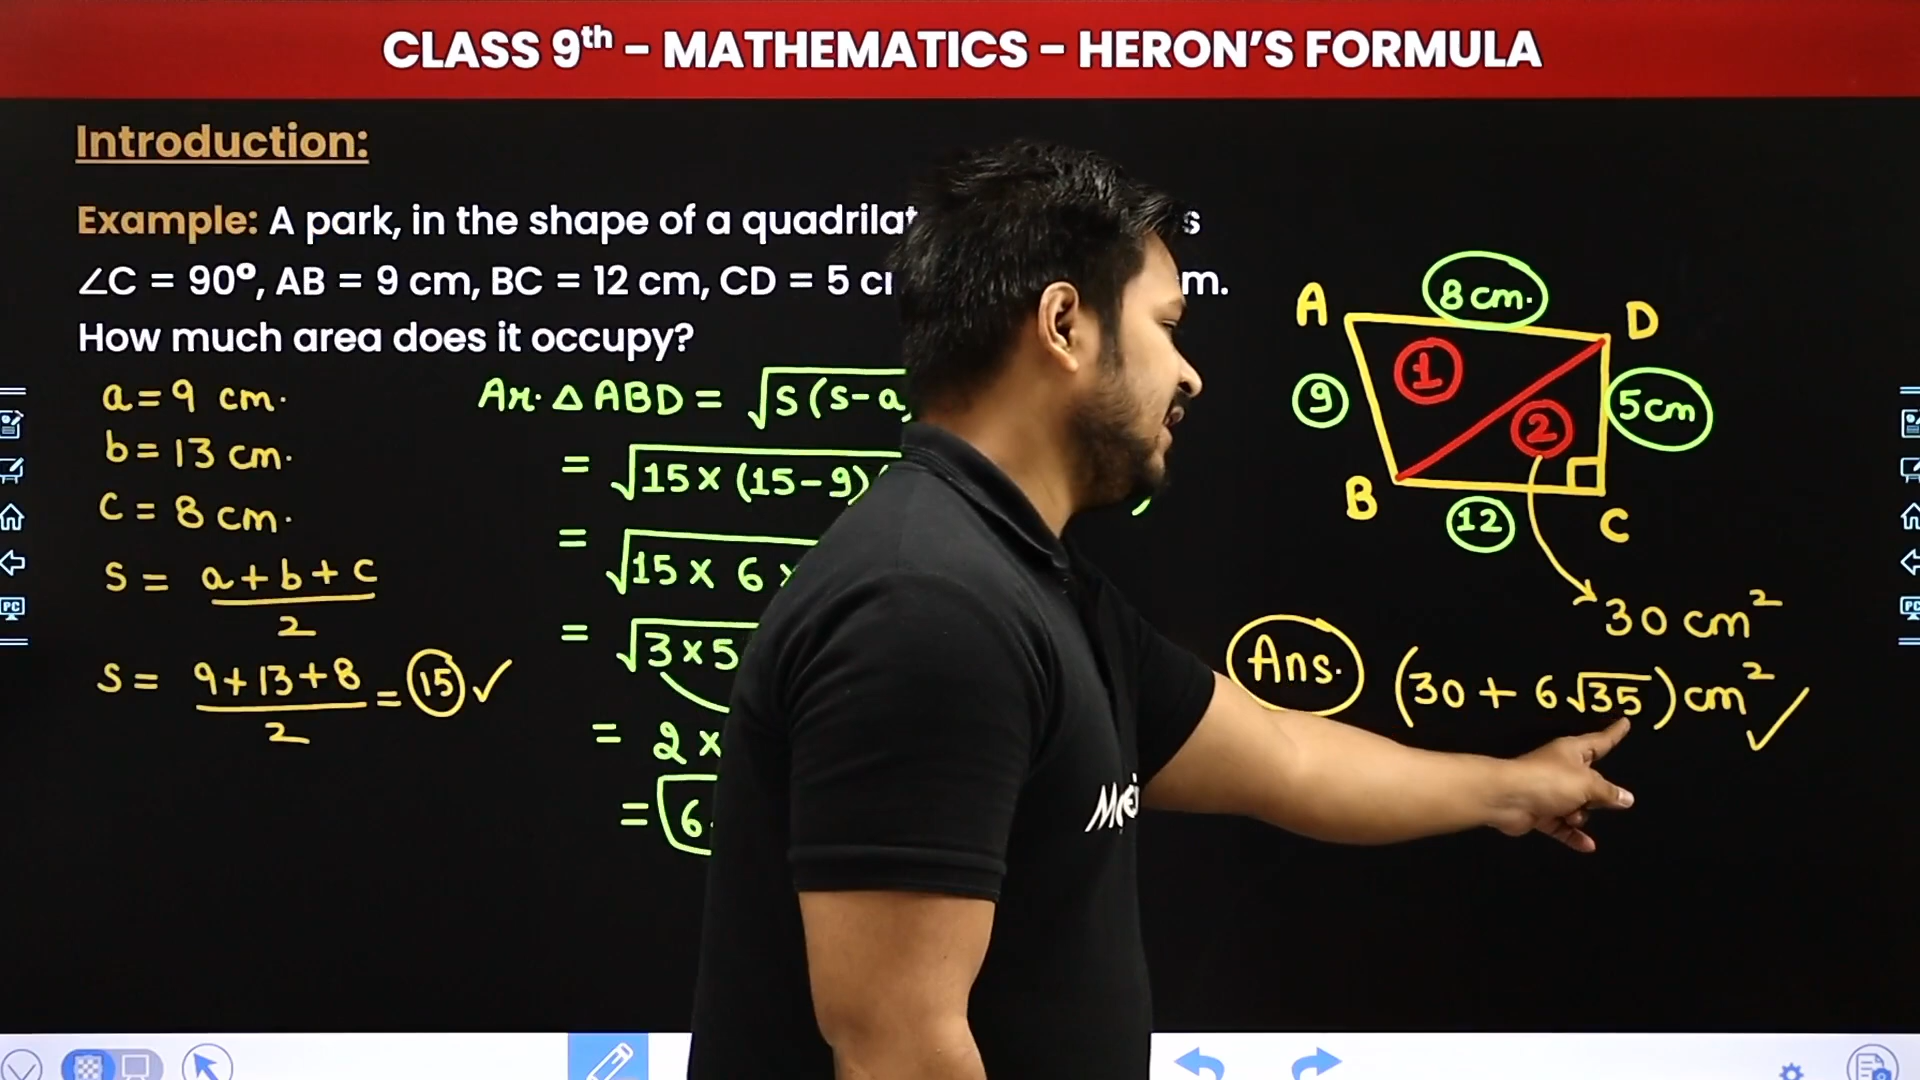 CLASS 9th – MATHEMATICS – HERON'S FORMULA
Introduction:
Example: A park, in the shape of a
∠C = 90°, AB = 9 cm, BC = 12 cm, CD = 5
How much area does it occupy?
a = 9 cm.
b = 13 cm.
c = 8 cm.
S = a + b + c
2
S = 9+13+8 = 15 ✓
2
Ar. △ ABD = √S(S-a
= √15 × (15-9)
= √15 × 6
= √3 × 5
= 2 ×
= 6
A
8 cm.
D
9
1
2
5cm
B
12
C
30 cm²
Ans. (30 + 6√35) cm² ✓
PC
PC